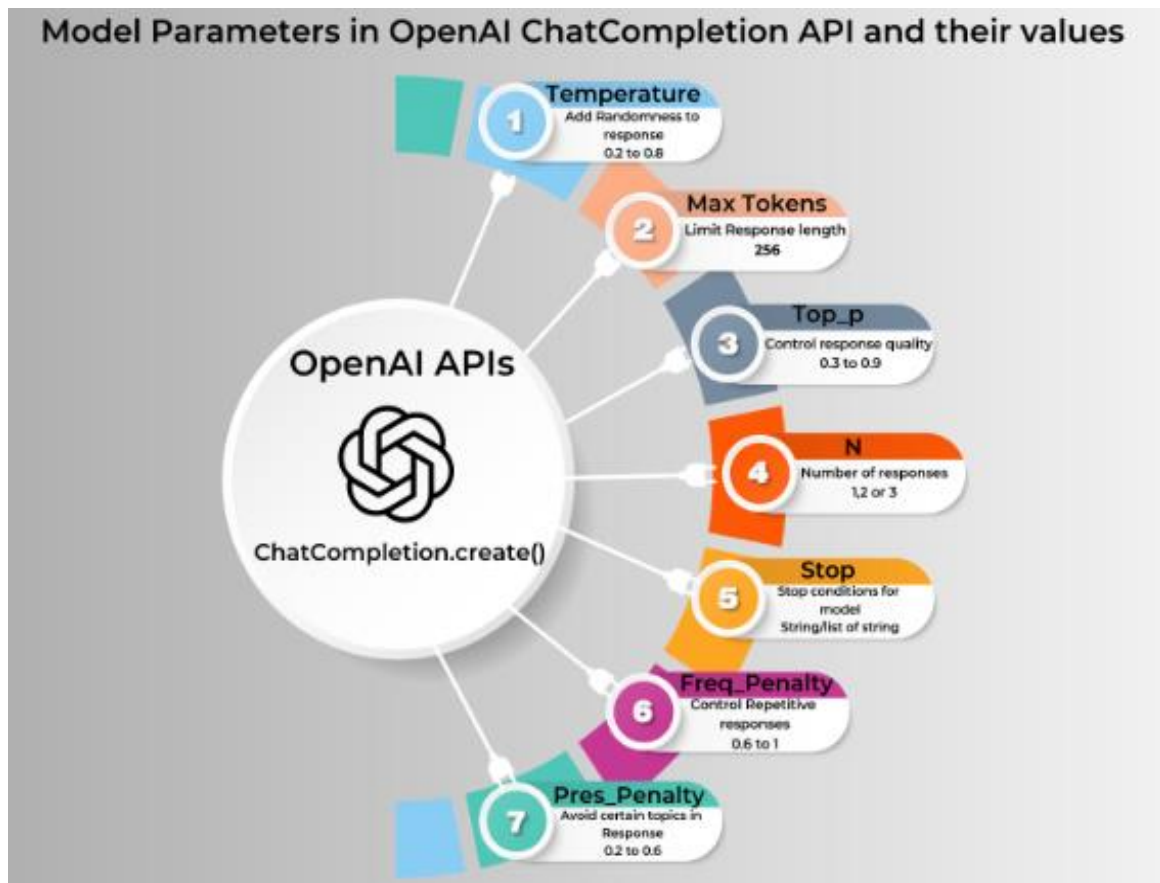 Model Parameters in OpenAI ChatCompletion API and their values
1
Temperature
Add Randomness to
response
0.2 to 0.8
2
Max Tokens
Limit Response length
256
3
Top_p
Control response quality
0.3 to 0.9
OpenAI APIs
ChatCompletion.create()
4
N
Number of responses
1,2 or 3
5
Stop
Stop conditions for
model
String/list of string
6
Freq_Penalty
Control Repetitive
responses
0.6 to 1
7
Pres_Penalty
Avoid certain topics in
Response
0.2 to 0.6